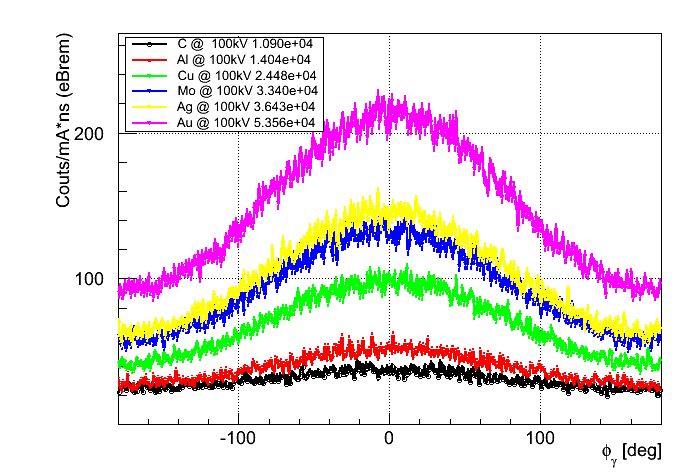 Couts/mA*ns (eBrem)
C @ 100kV 1.090e+04
Al @ 100kV 1.404e+04
Cu @ 100kV 2.448e+04
Mo @ 100kV 3.340e+04
Ag @ 100kV 3.643e+04
Au @ 100kV 5.356e+04
200
100
-100 0 100
ϕγ [deg]